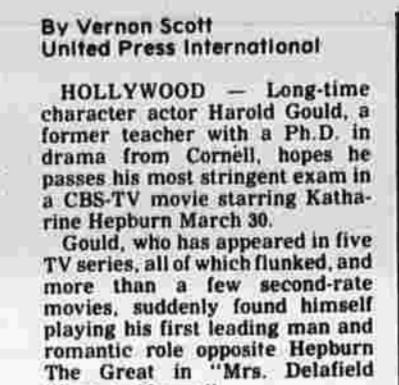 By Vernon Scott
United Press International
HOLLYWOOD — Long-time
character actor Harold Gould, a
former teacher with a Ph.D. in
drama from Cornell, hopes he
passes his most stringent exam in
a CBS-TV movie starring Katha-
rine Hepburn March 30.
Gould, who has appeared in five
TV series, all of which flunked, and
more than a few second-rate
movies, suddenly found himself
playing his first leading man and
romantic role opposite Hepburn
The Great in "Mrs. Delafield